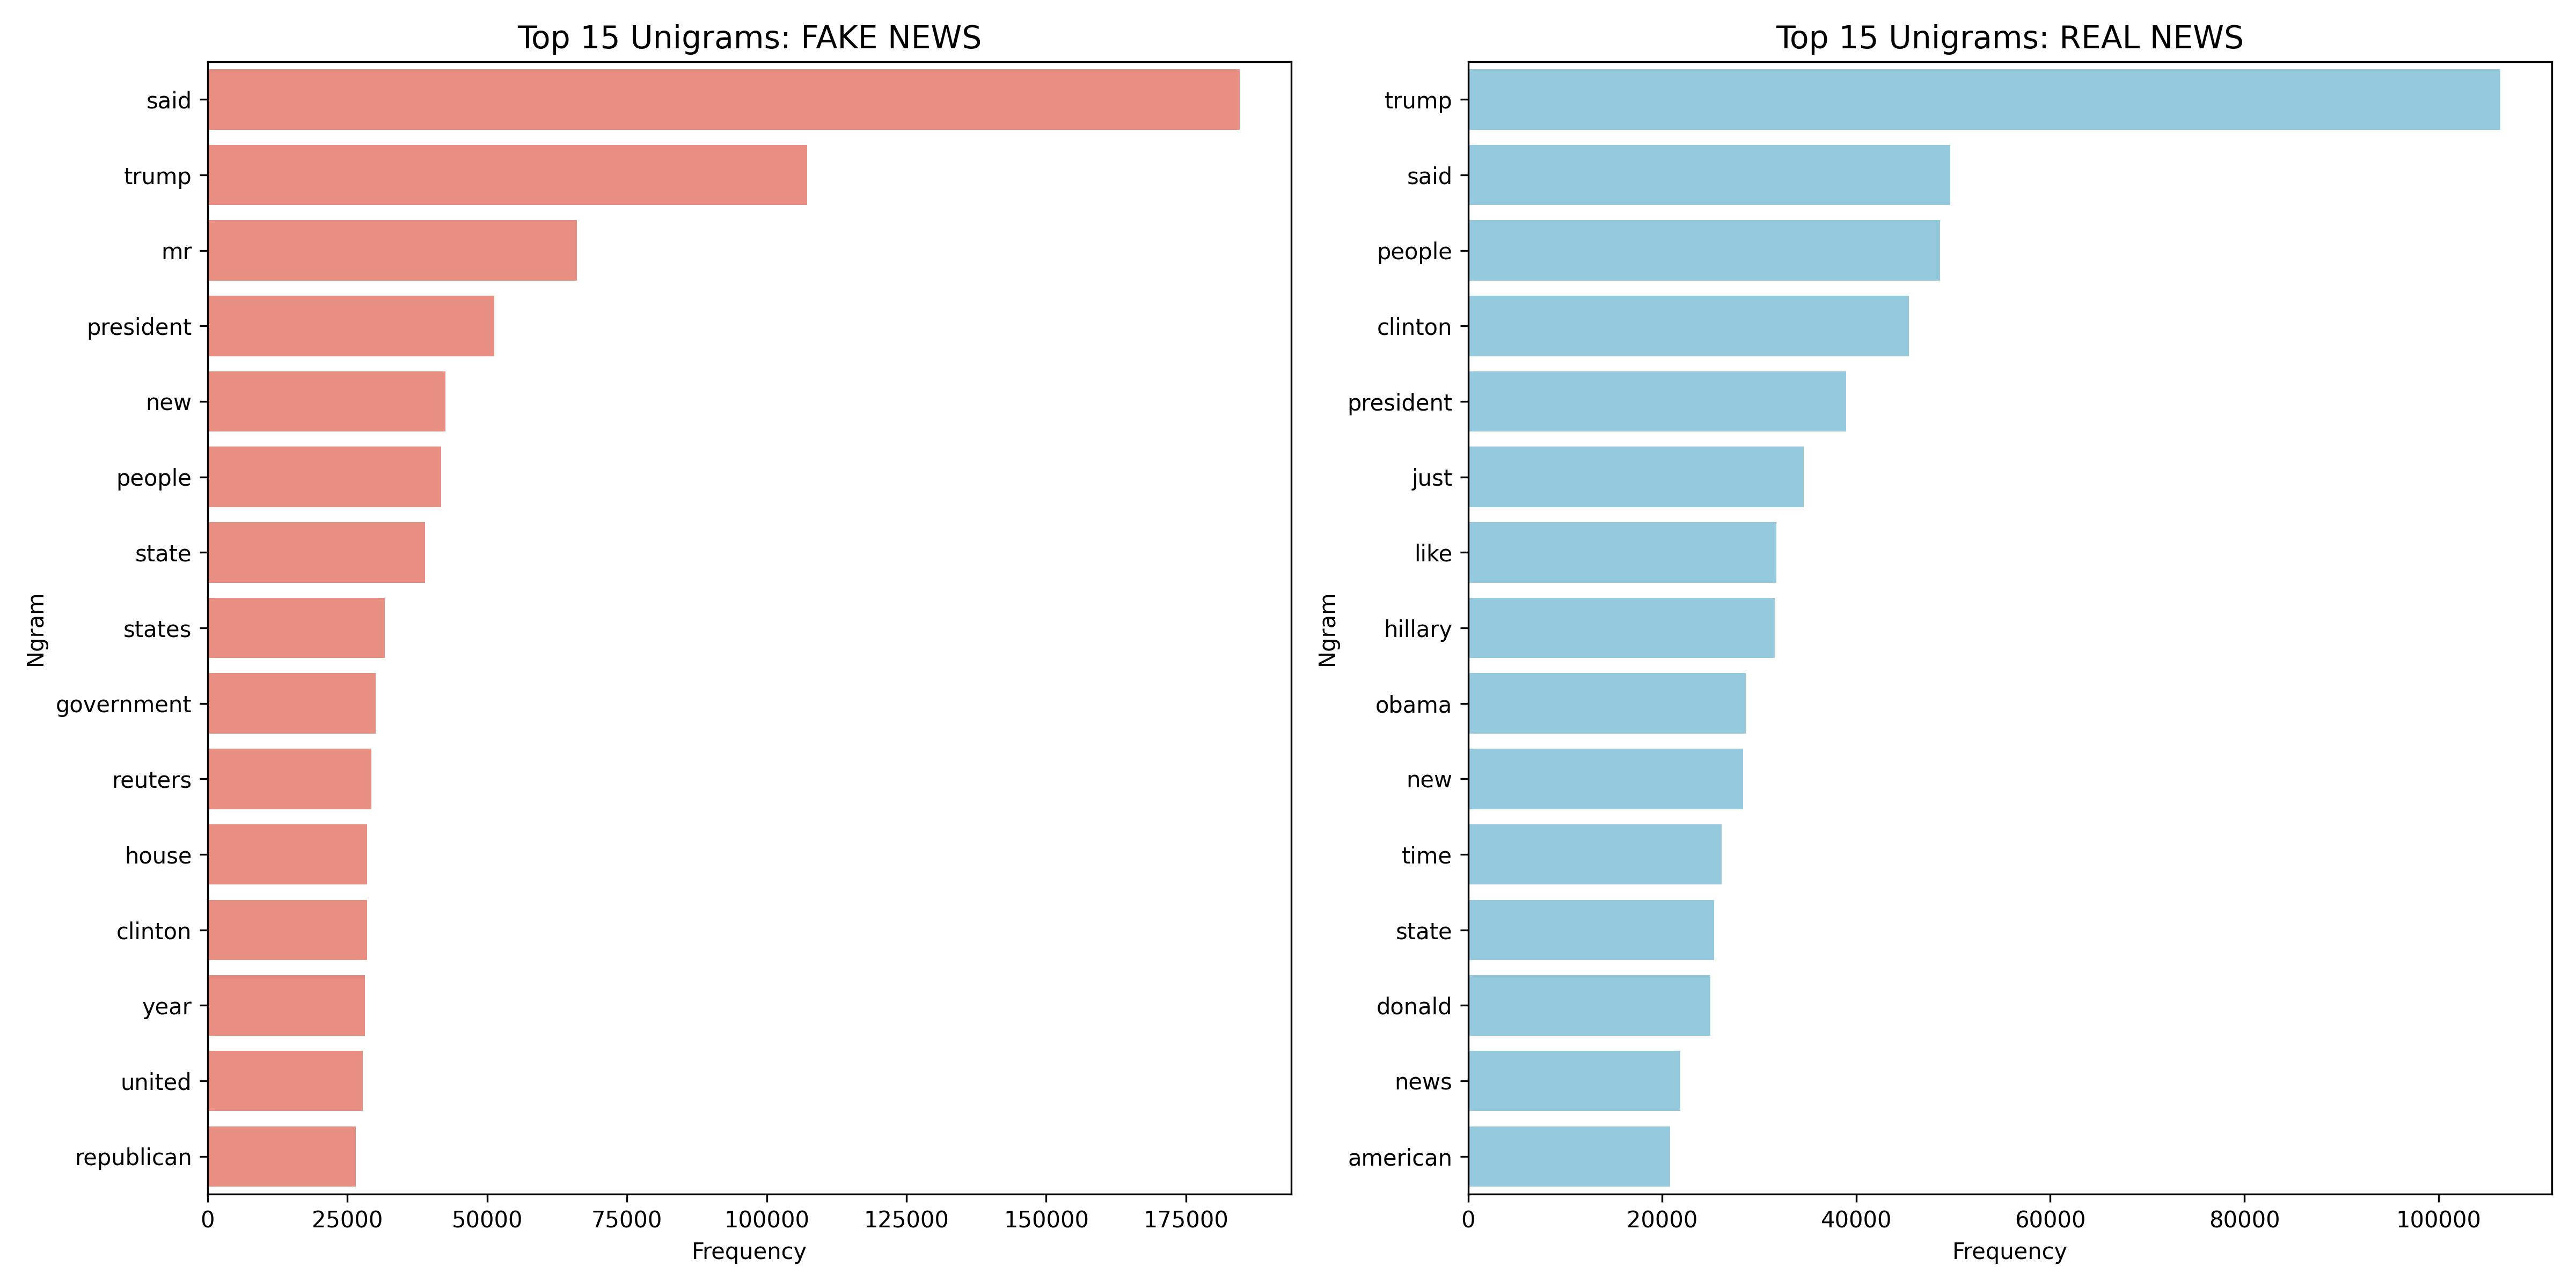 Top 15 Unigrams: FAKE NEWS
said
trump
mr
president
new
people
state
states
government
reuters
house
clinton
year
united
republican
Ngram
0 25000 50000 75000 100000 125000 150000 175000
Frequency
Top 15 Unigrams: REAL NEWS
trump
said
people
clinton
president
just
like
hillary
obama
new
time
state
donald
news
american
Ngram
0 20000 40000 60000 80000 100000
Frequency